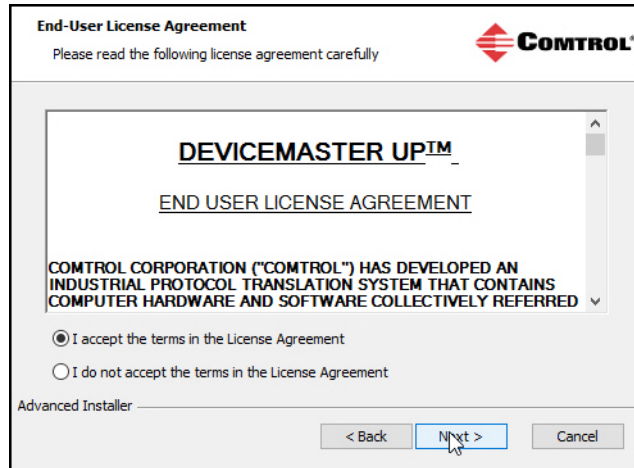 End-User License Agreement
Please read the following license agreement carefully
COMTROL®
DEVICEMASTER UP™
END USER LICENSE AGREEMENT
COMTROL CORPORATION ("COMTROL") HAS DEVELOPED AN
INDUSTRIAL PROTOCOL TRANSLATION SYSTEM THAT CONTAINS
COMPUTER HARDWARE AND SOFTWARE COLLECTIVELY REFERRED
I accept the terms in the License Agreement
I do not accept the terms in the License Agreement
Advanced Installer
< Back Next > Cancel